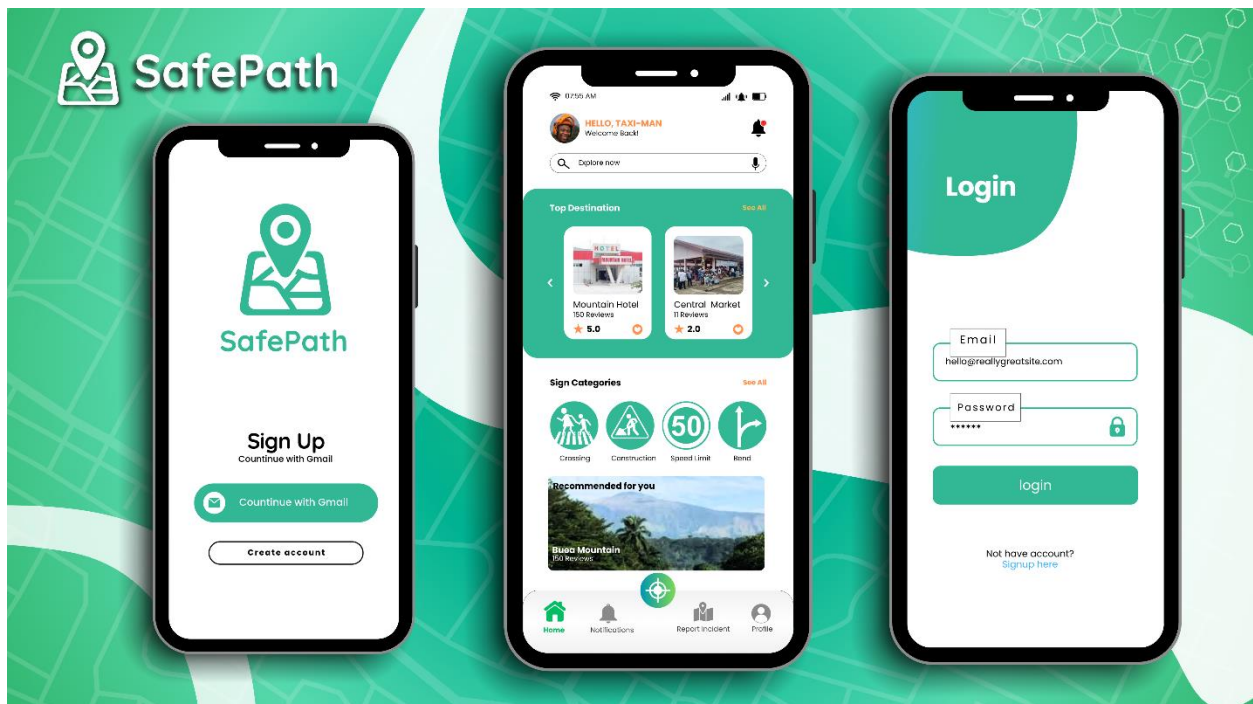 SafePath
SafePath
Sign Up
Countinue with Gmail
Countinue with Gmail
Create account
07:55 AM
HELLO, TAXI-MAN
Welcome Back!
Explore now
Top Destination
See All
HOTEL
MOUNTAIN HOTEL
Mountain Hotel
150 Reviews
5.0
Central Market
11 Reviews
2.0
Sign Categories
See All
50
Crossing
Construction
Speed Limit
Bend
Recommended for you
Buea Mountain
150 Reviews
Home
Notifications
Report Incident
Profile
Login
Email
hello@reallygreatsite.com
Password
******
login
Not have account?
Signup here